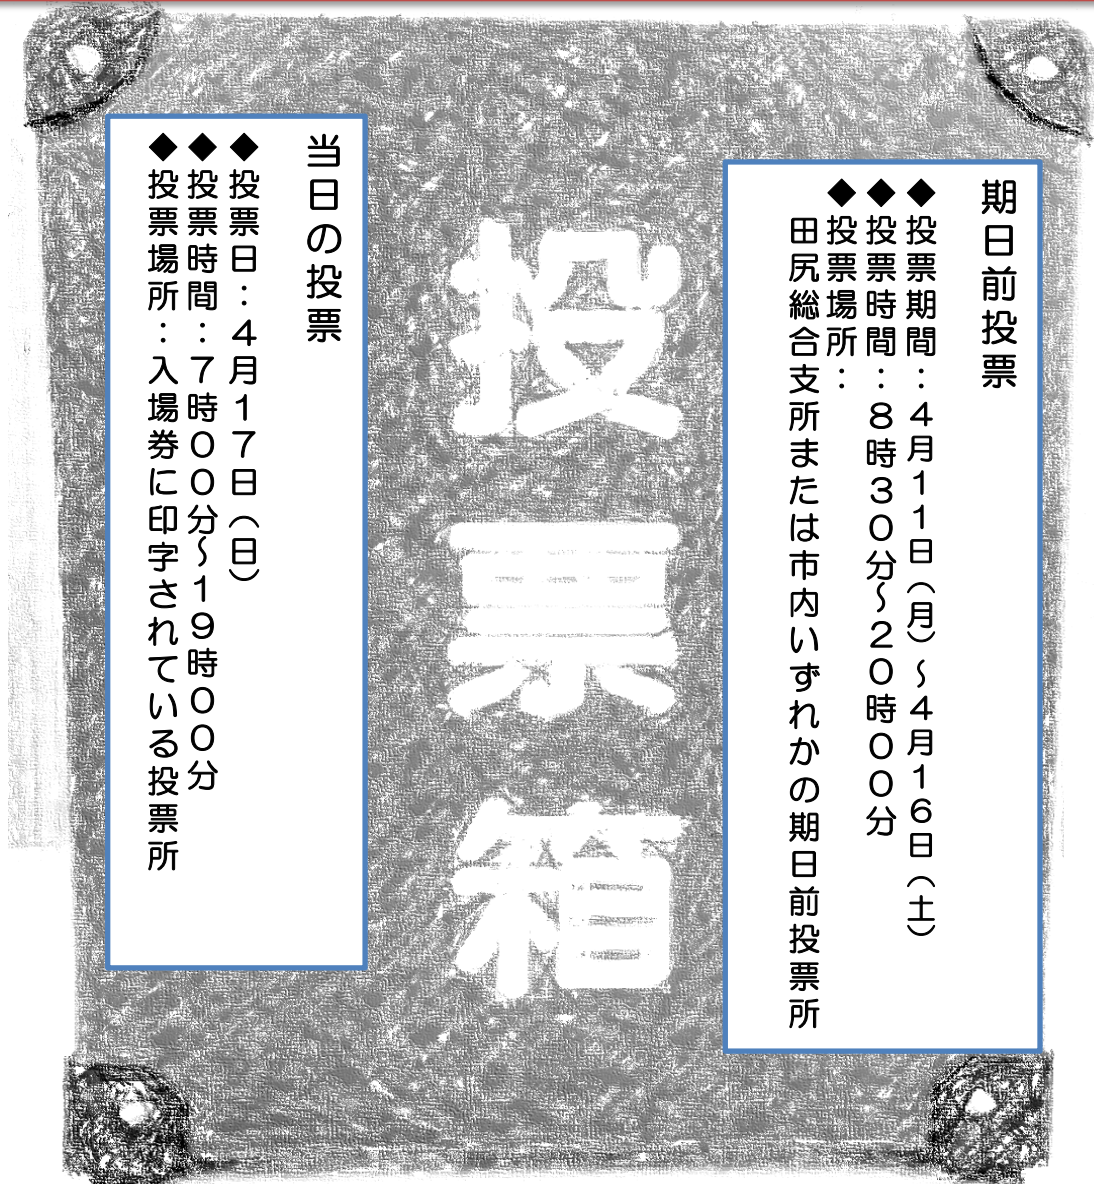 期日前投票
◆投票期間：４月１１日（月）～４月１６日（土）
◆投票時間：８時３０分～２０時００分
◆投票場所：
田尻総合支所または市内いずれかの期日前投票所
投票箱
当日の投票
◆投票日：４月１７日（日）
◆投票時間：７時００分～１９時００分
◆投票場所：入場券に印字されている投票所